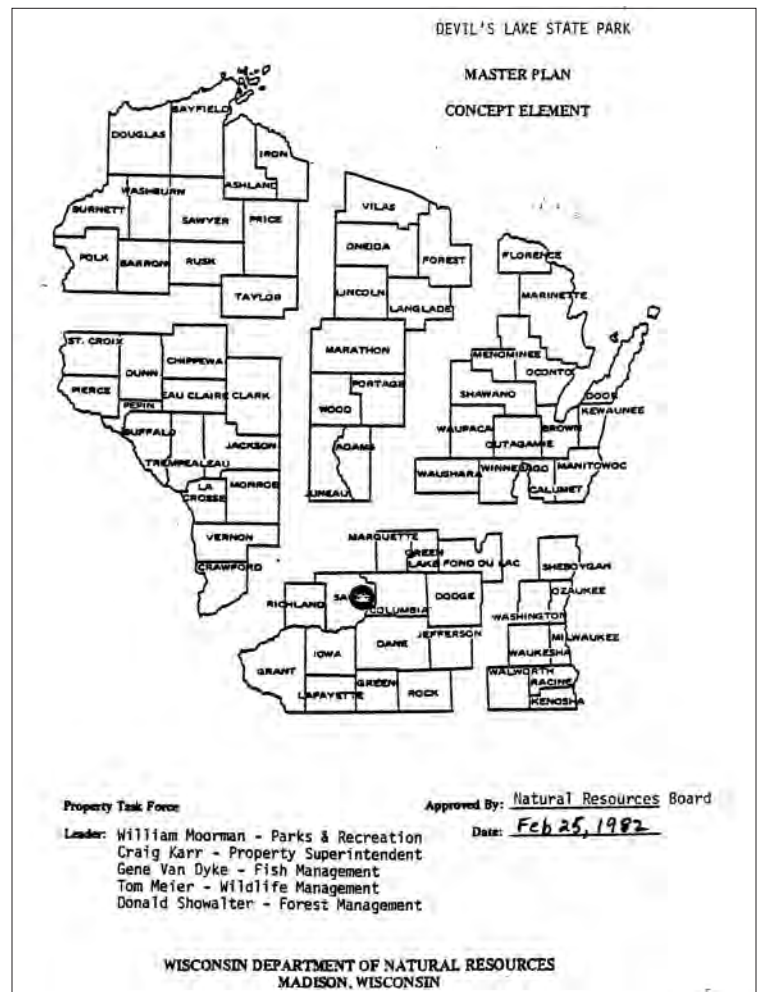 DEVIL'S LAKE STATE PARK
MASTER PLAN
CONCEPT ELEMENT
BAYFIELD
DOUGLAS
IRON
ASHLAND
WASHBURN
BURNETT
SAWYER
PRICE
POLK
BARRON
RUSK
TAYLOR
VILAS
ONEIDA
FOREST
LINCOLN
LANGLADE
FLORENCE
MARINETTE
ST. CROIX
DUNN
CHIPPEWA
PIERCE
PEPIN
EAU CLAIRE
CLARK
BUFFALO
TREMPEALEAU
JACKSON
LA CROSSE
MONROE
VERNON
CRAWFORD
MARATHON
WOOD
PORTAGE
ADAMS
JUNEAU
MENOMINEE
OCONTO
DOOR
SHAWANO
KEWAUNEE
WAUPACA
BROWN
OUTAGAMIE
WAUSHARA
WINNEBAGO
MANITOWOC
CALUMET
MARQUETTE
GREEN LAKE
FOND DU LAC
SHEBOYGAN
RICHLAND
SA
COLUMBIA
DODGE
OZAUKEE
WASHINGTON
IOWA
DANE
JEFFERSON
MILWAUKEE
WAUKESHA
GRANT
LAFAYETTE
GREEN
ROCK
WALWORTH
RACINE
KENOSHA
Property Task Force
Leader: William Moorman - Parks & Recreation
Craig Karr - Property Superintendent
Gene Van Dyke - Fish Management
Tom Meier - Wildlife Management
Donald Showalter - Forest Management
Approved By: Natural Resources Board
Date: Feb 25, 1982
WISCONSIN DEPARTMENT OF NATURAL RESOURCES
MADISON, WISCONSIN